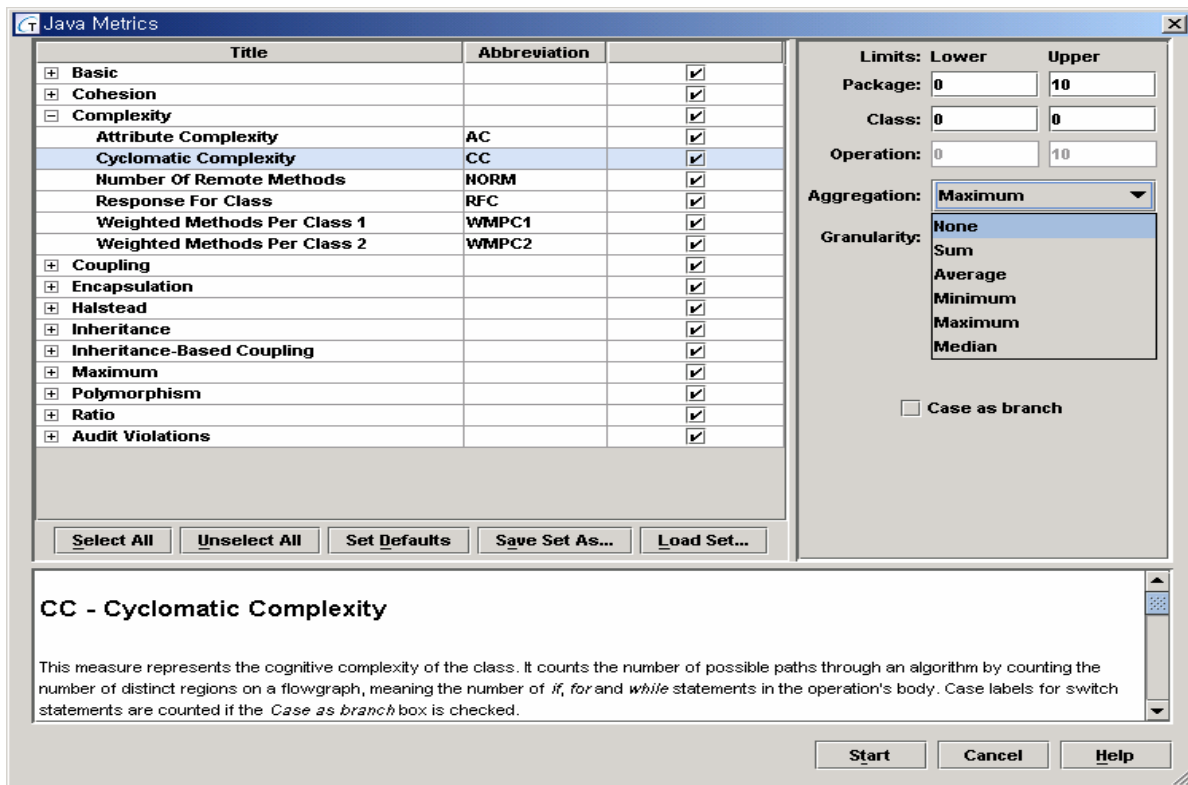 Java Metrics
Title Abbreviation
Basic
Cohesion
Complexity
Attribute Complexity AC
Cyclomatic Complexity CC
Number Of Remote Methods NORM
Response For Class RFC
Weighted Methods Per Class 1 WMPC1
Weighted Methods Per Class 2 WMPC2
Coupling
Encapsulation
Halstead
Inheritance
Inheritance-Based Coupling
Maximum
Polymorphism
Ratio
Audit Violations
Select All Unselect All Set Defaults Save Set As... Load Set...
Limits: Lower Upper
Package: 0 10
Class: 0 0
Operation: 0 10
Aggregation: Maximum
Granularity:
None
Sum
Average
Minimum
Maximum
Median
Case as branch
CC - Cyclomatic Complexity
This measure represents the cognitive complexity of the class. It counts the number of possible paths through an algorithm by counting the
number of distinct regions on a flowgraph, meaning the number of if, for and while statements in the operation's body. Case labels for switch
statements are counted if the Case as branch box is checked.
Start Cancel Help